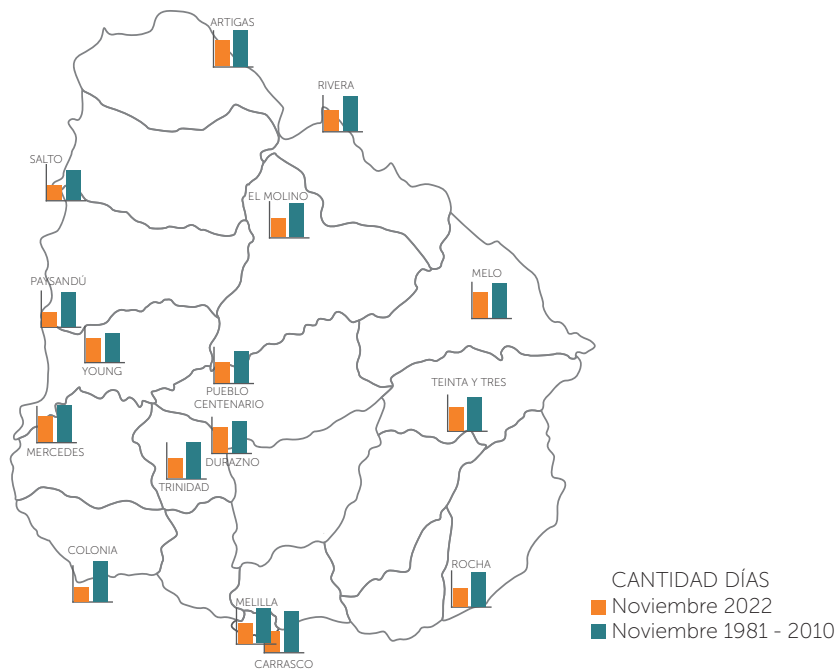 ARTIGAS
RIVERA
SALTO
EL MOLINO
MELO
PAYSANDÚ
YOUNG
PUEBLO
CENTENARIO
TEINTA Y TRES
MERCEDES
DURAZNO
TRINIDAD
COLONIA
ROCHA
MELILLA
CARRASCO
CANTIDAD DÍAS
Noviembre 2022
Noviembre 1981 - 2010